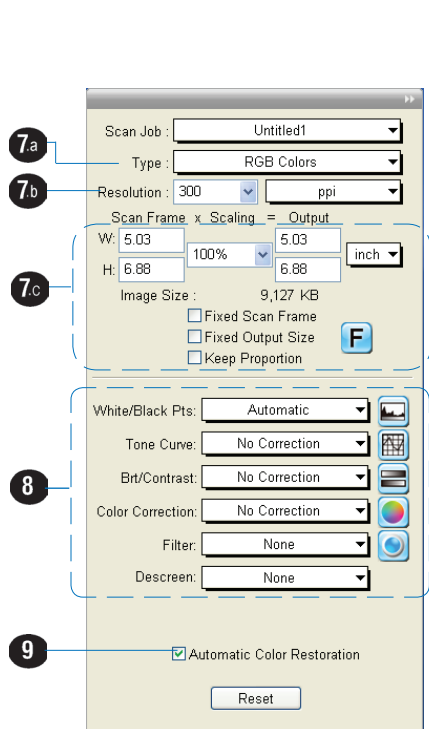 Scan Job : Untitled1
7.a Type : RGB Colors
7.b Resolution : 300 ppi
Scan Frame x Scaling = Output
W: 5.03 100% 5.03 inch
7.c H: 6.88 6.88
Image Size : 9,127 KB
Fixed Scan Frame
Fixed Output Size F
Keep Proportion
White/Black Pts: Automatic
Tone Curve: No Correction
8 Brt/Contrast: No Correction
Color Correction: No Correction
Filter: None
Descreen: None
9 Automatic Color Restoration
Reset